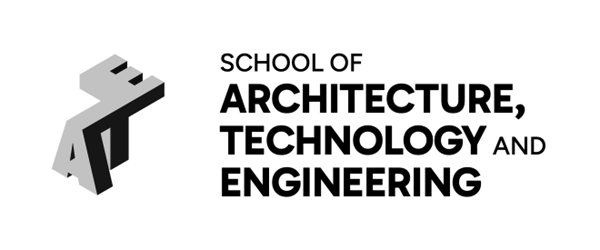 SCHOOL OF
ARCHITECTURE,
TECHNOLOGY AND
ENGINEERING